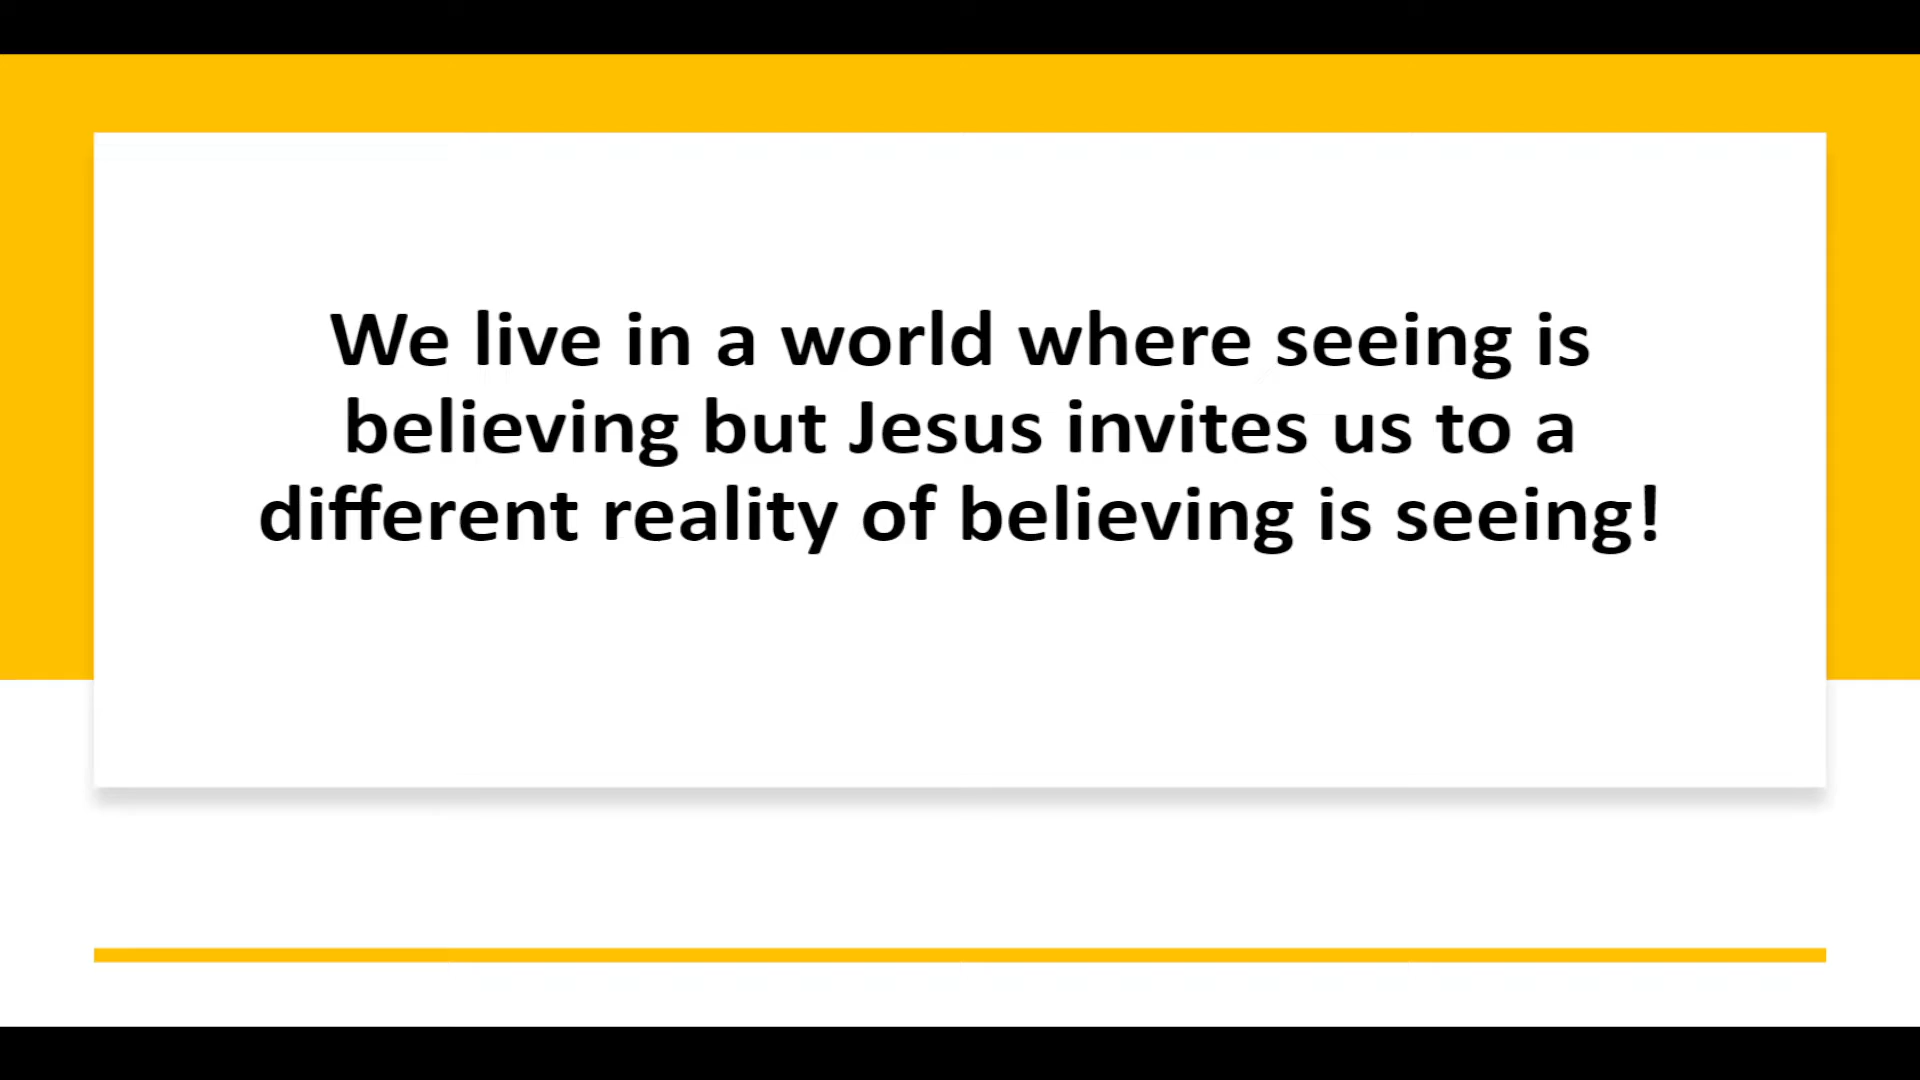 We live in a world where seeing is
believing but Jesus invites us to a
different reality of believing is seeing!